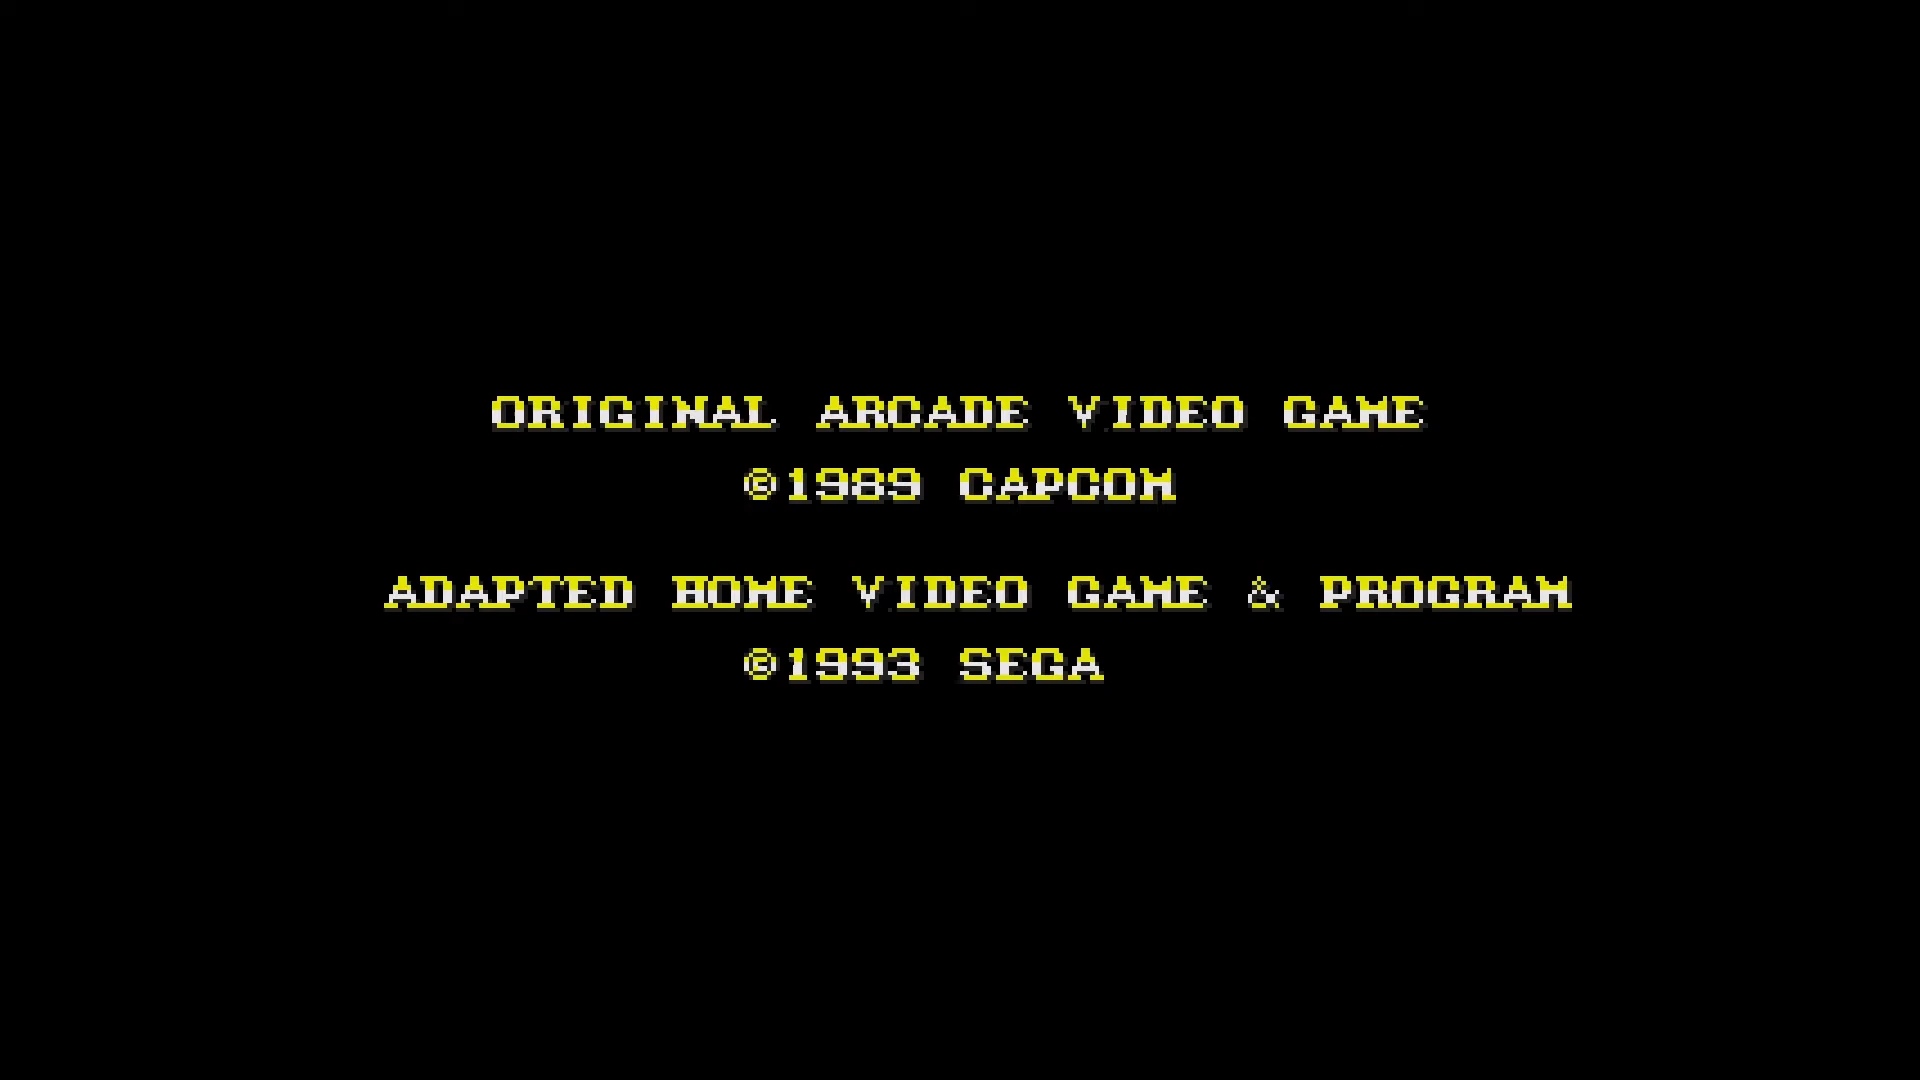 ORIGINAL ARCADE VIDEO GAME
©1989 CAPCOM
ADAPTED HOME VIDEO GAME & PROGRAM
©1993 SEGA